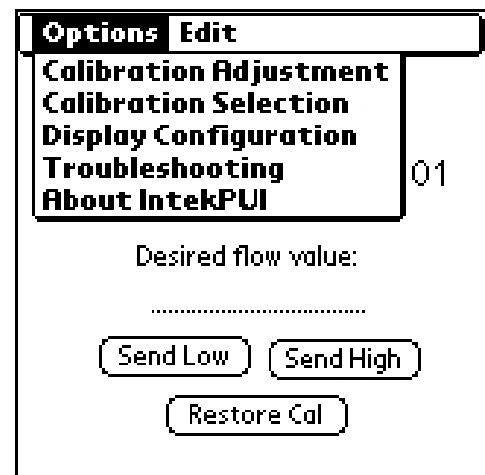 Options Edit
Calibration Adjustment
Calibration Selection
Display Configuration
Troubleshooting
About IntekPUI
01
Desired flow value:
Send Low Send High
Restore Cal